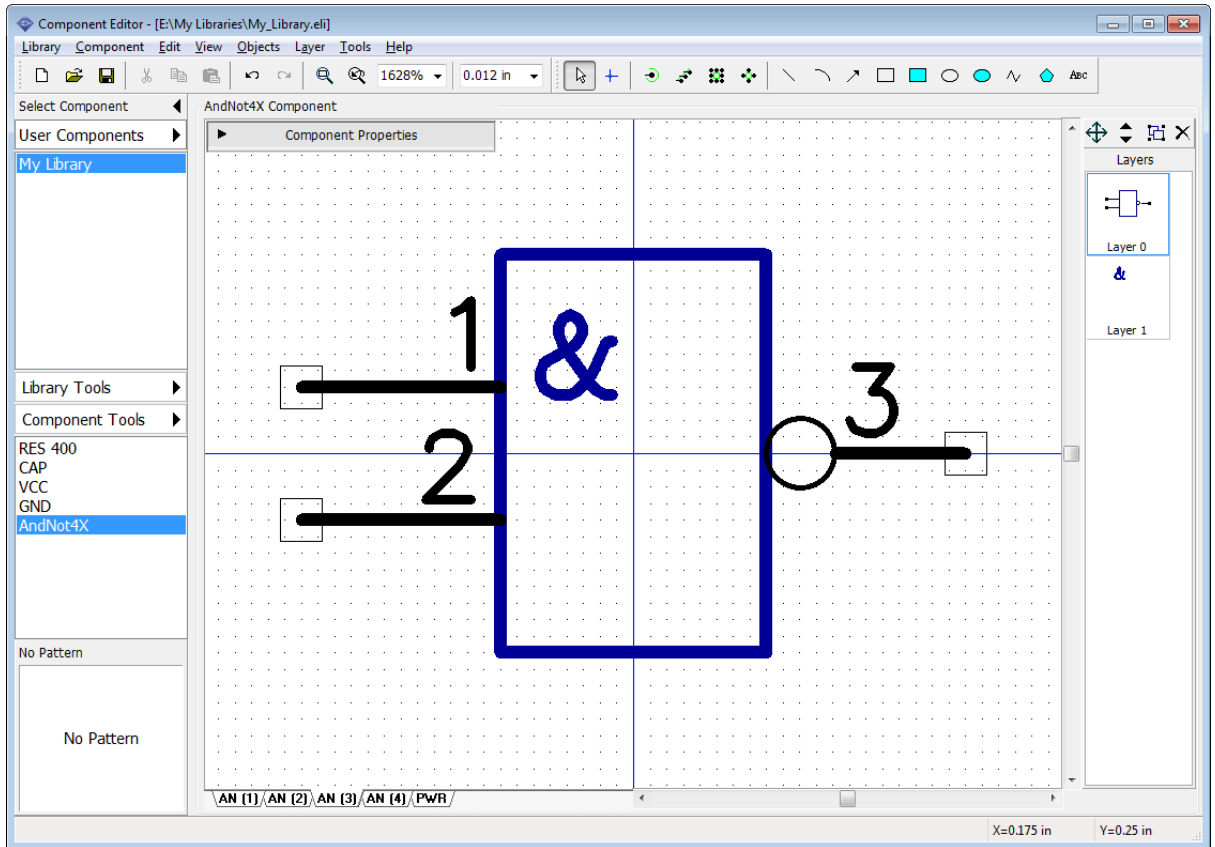 Component Editor - [E:\My Libraries\My_Library.eli]
Library Component Edit View Objects Layer Tools Help
1628% 0.012 in ABC
Select Component
AndNot4X Component
User Components
Component Properties
My Library
Layers
Layer 0
&
Layer 1
1
&
2
3
Library Tools
Component Tools
RES 400
CAP
VCC
GND
AndNot4X
No Pattern
No Pattern
AN (1) AN (2) AN (3) AN (4) PWR
X=0.175 in Y=0.25 in